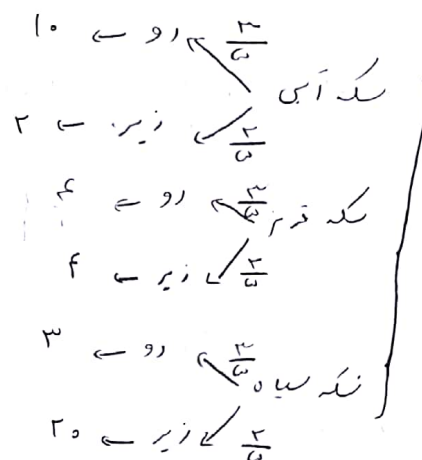 ۳/۵ رو ← ۱۰
سکه آبی
۲/۵ زیر ← ۲
۳/۵ رو ← ۴
سکه قرمز
۲/۵ زیر ← ۴
۳/۵ رو ← ۳
سکه سیاه
۲/۵ زیر ← ۲۰